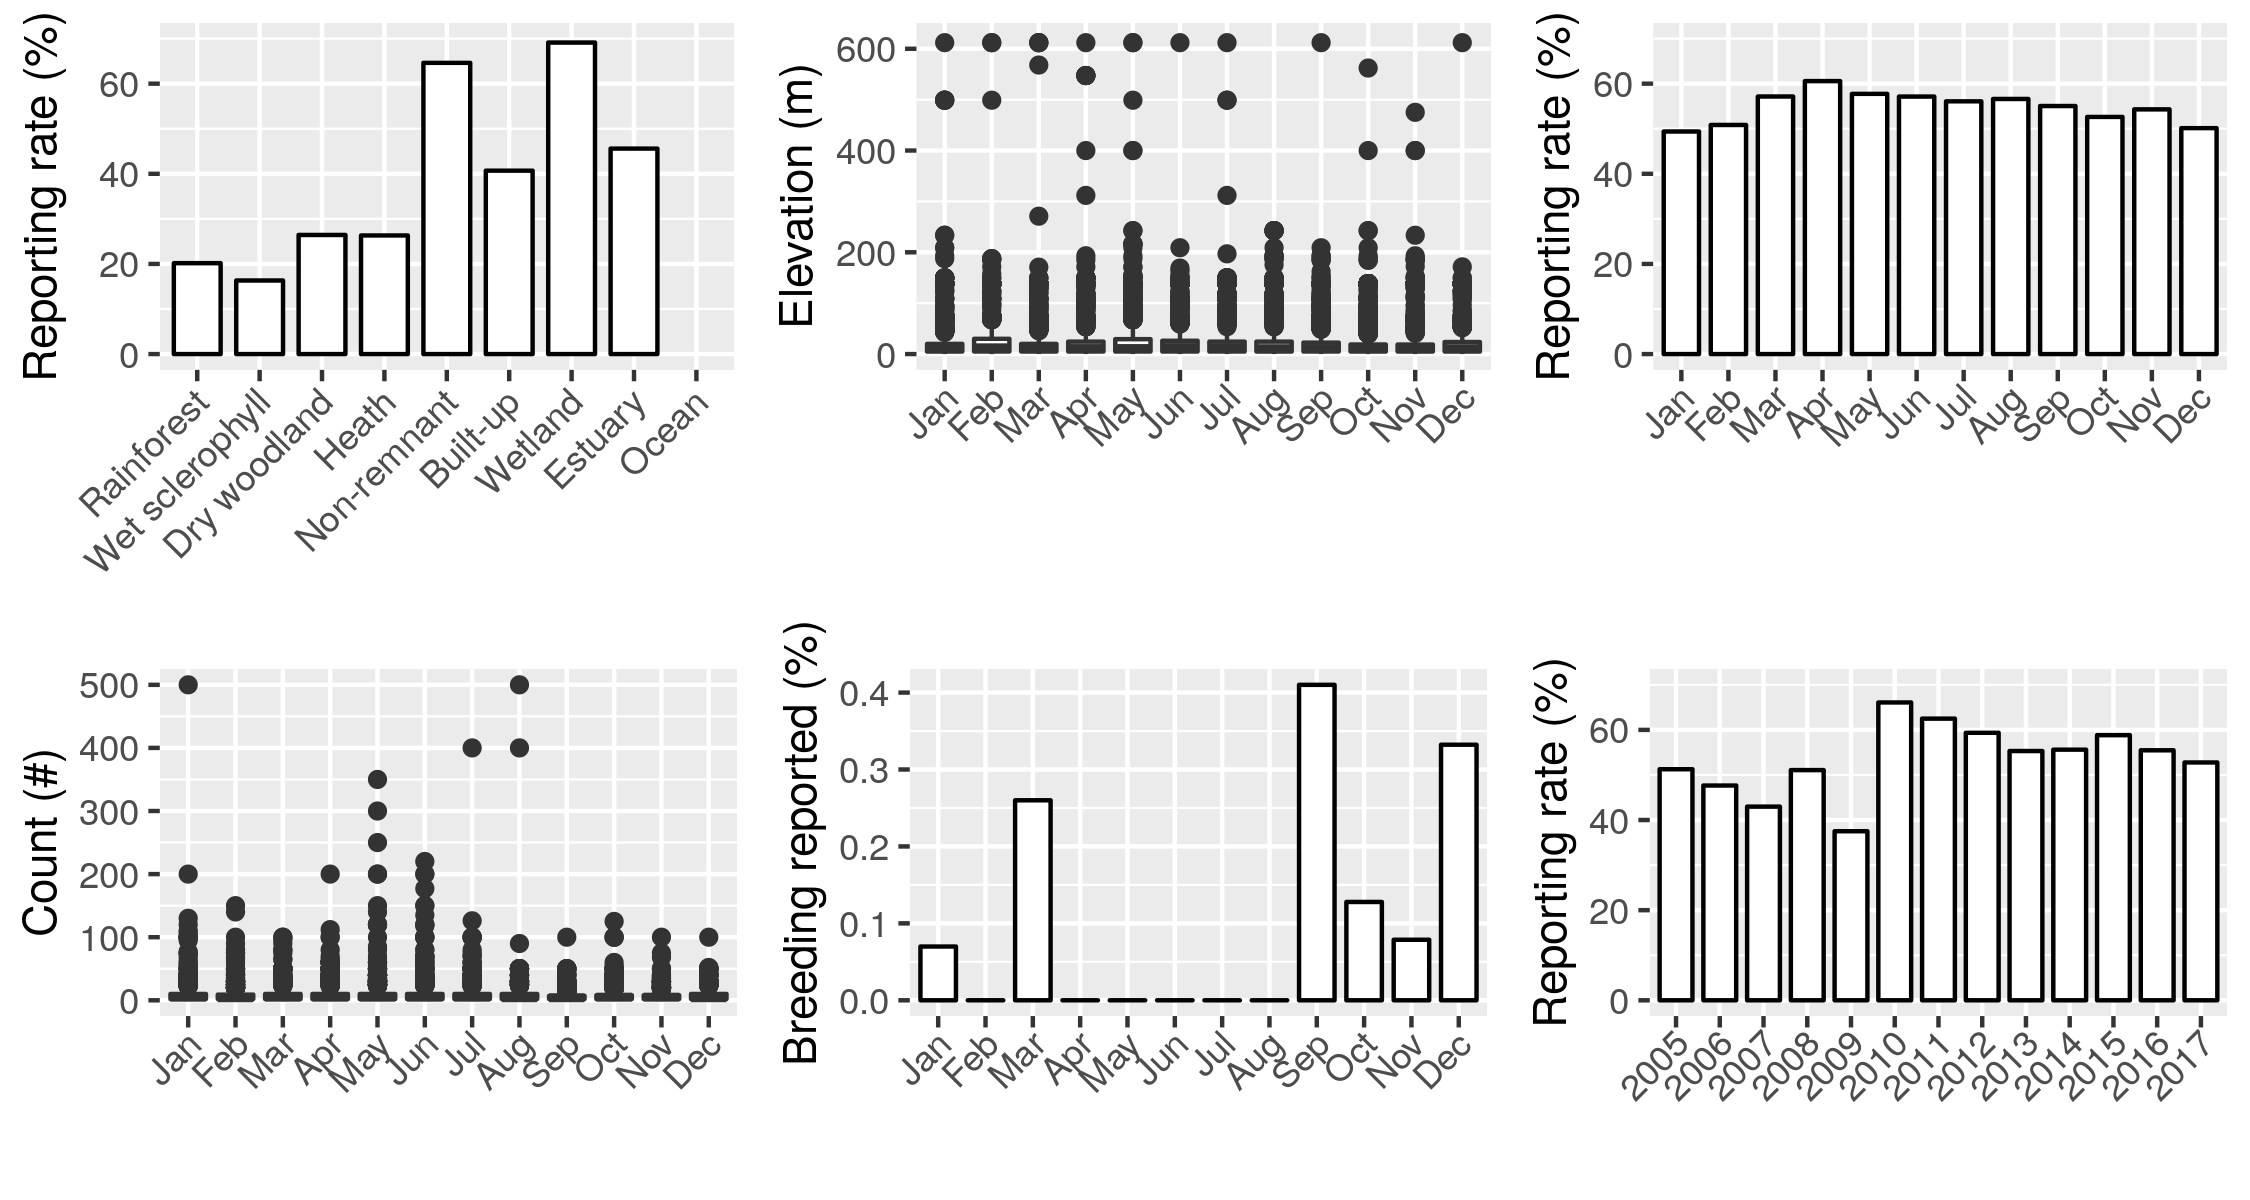 Reporting rate (%)
60
40
20
0
Rainforest
Wet sclerophyll
Dry woodland
Heath
Non-remnant
Built-up
Wetland
Estuary
Ocean
Elevation (m)
600
400
200
0
Jan
Feb
Mar
Apr
May
Jun
Jul
Aug
Sep
Oct
Nov
Dec
Reporting rate (%)
60
40
20
0
Jan
Feb
Mar
Apr
May
Jun
Jul
Aug
Sep
Oct
Nov
Dec
Count (#)
500
400
300
200
100
0
Jan
Feb
Mar
Apr
May
Jun
Jul
Aug
Sep
Oct
Nov
Dec
Breeding reported (%)
0.4
0.3
0.2
0.1
0.0
Jan
Feb
Mar
Apr
May
Jun
Jul
Aug
Sep
Oct
Nov
Dec
Reporting rate (%)
60
40
20
0
2005
2006
2007
2008
2009
2010
2011
2012
2013
2014
2015
2016
2017